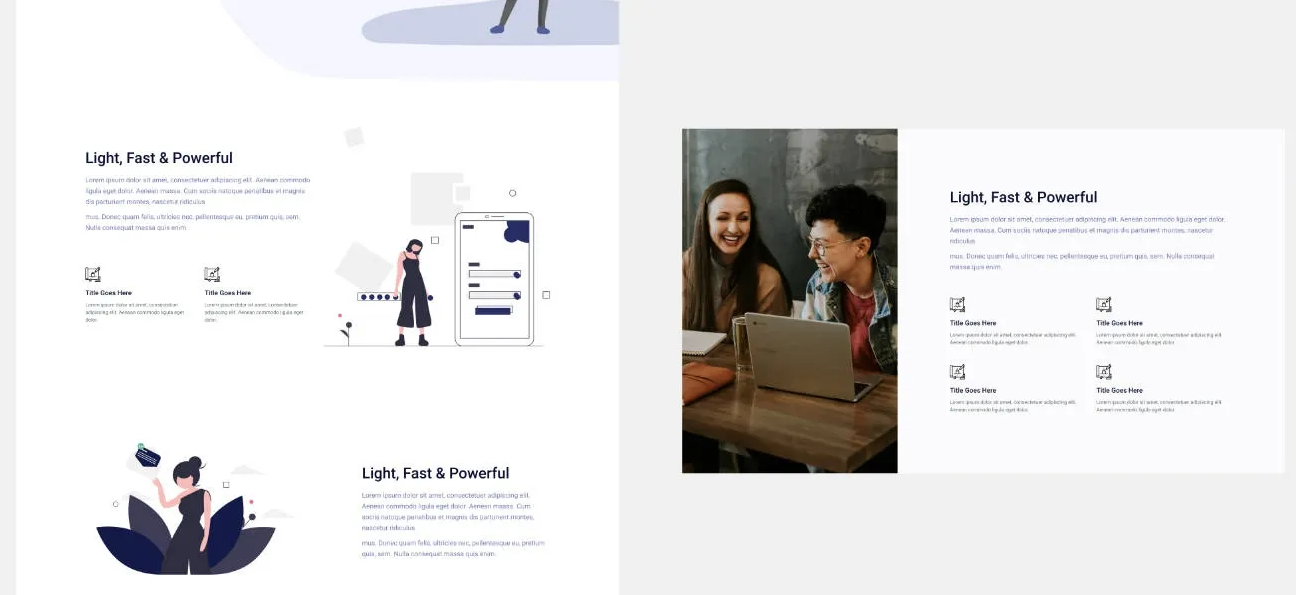 Light, Fast & Powerful
Lorem ipsum dolor sit amet, consectetuer adipiscing elit. Aenean commodo
ligula eget dolor. Aenean massa. Cum sociis natoque penatibus et magnis
dis parturient montes, nascetur ridiculus
mus. Donec quam felis, ultricies nec, pellentesque eu, pretium quis, sem.
Nulla consequat massa quis enim.
Title Goes Here
Lorem ipsum dolor sit amet, consectetuer
adipiscing elit. Aenean commodo ligula eget
dolor.
Title Goes Here
Lorem ipsum dolor sit amet, consectetuer
adipiscing elit. Aenean commodo ligula eget
dolor.
Light, Fast & Powerful
Lorem ipsum dolor sit amet, consectetuer adipiscing elit.
Aenean commodo ligula eget dolor. Aenean massa. Cum
sociis natoque penatibus et magnis dis parturient montes,
nascetur ridiculus
mus. Donec quam felis, ultricies nec, pellentesque eu, pretium
quis, sem. Nulla consequat massa quis enim.
Light, Fast & Powerful
Lorem ipsum dolor sit amet, consectetuer adipiscing elit. Aenean commodo ligula eget dolor.
Aenean massa. Cum sociis natoque penatibus et magnis dis parturient montes, nascetur
ridiculus
mus. Donec quam felis, ultricies nec, pellentesque eu, pretium quis, sem. Nulla consequat
massa quis enim.
Title Goes Here
Lorem ipsum dolor sit amet, consectetuer adipiscing elit.
Aenean commodo ligula eget dolor.
Title Goes Here
Lorem ipsum dolor sit amet, consectetuer adipiscing elit.
Aenean commodo ligula eget dolor.
Title Goes Here
Lorem ipsum dolor sit amet, consectetuer adipiscing elit.
Aenean commodo ligula eget dolor.
Title Goes Here
Lorem ipsum dolor sit amet, consectetuer adipiscing elit.
Aenean commodo ligula eget dolor.